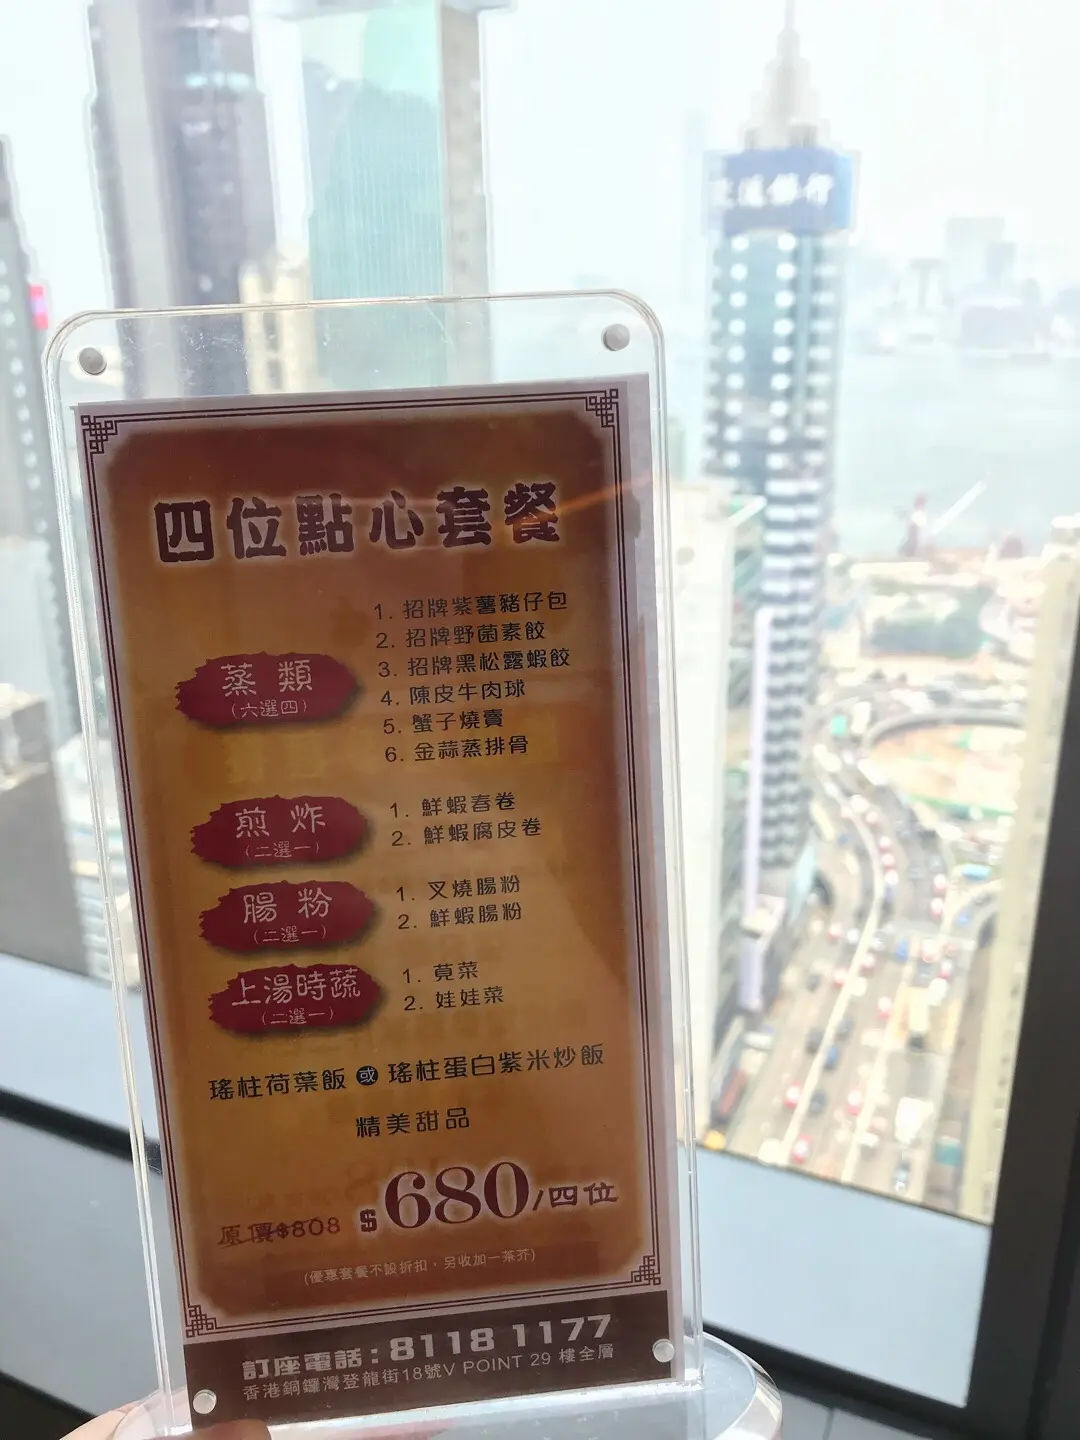 四位點心套餐
蒸類
(六選四)
1. 招牌紫薯豬仔包
2. 招牌野菌素餃
3. 招牌黑松露蝦餃
4. 陳皮牛肉球
5. 蟹子燒賣
6. 金蒜蒸排骨
煎炸
(二選一)
1. 鮮蝦春卷
2. 鮮蝦腐皮卷
腸粉
(二選一)
1. 叉燒腸粉
2. 鮮蝦腸粉
上湯時蔬
(二選一)
1. 莧菜
2. 娃娃菜
瑤柱荷葉飯 或 瑤柱蛋白紫米炒飯
精美甜品
原價$808 $680/四位
(優惠套餐不設折扣，另收加一茶芥)
訂座電話：8118 1177
香港銅鑼灣登龍街18號V POINT 29 樓全層
銀行